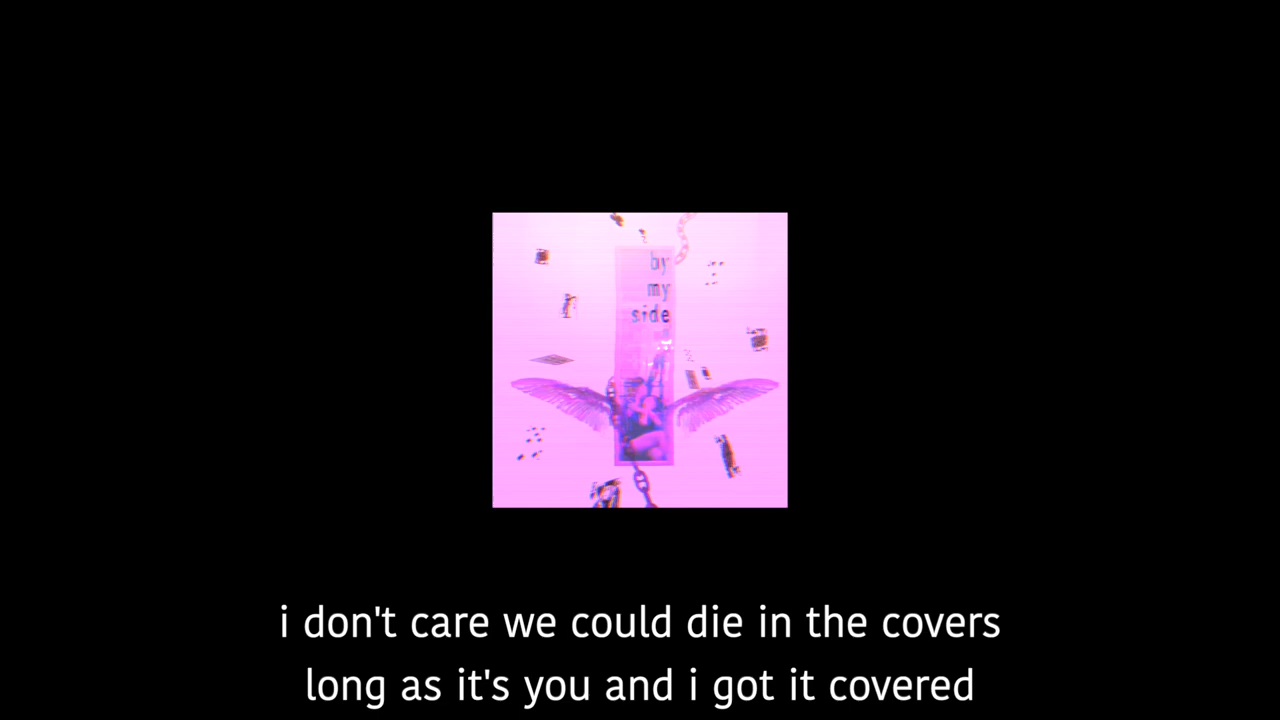 by
my
side
i don't care we could die in the covers
long as it's you and i got it covered